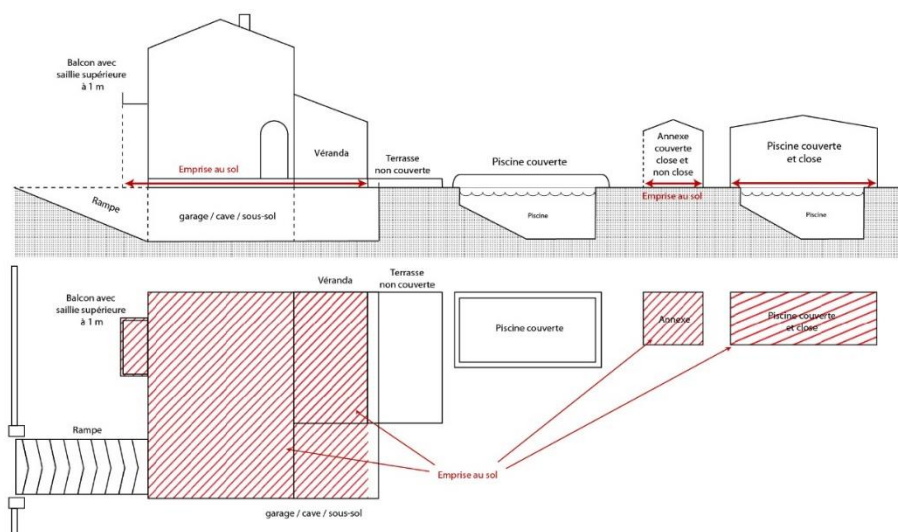 Balcon avec
saillie supérieure
à 1 m
Emprise au sol
Véranda
Terrasse
non couverte
Piscine couverte
Annexe
couverte
close et
non close
Piscine couverte
et close
Rampe
garage / cave / sous-sol
Piscine
Emprise au sol
Piscine
Balcon avec
saillie supérieure
à 1 m
Véranda
Terrasse
non couverte
Piscine couverte
Annexe
Piscine couverte
et close
Rampe
Emprise au sol
garage / cave / sous-sol